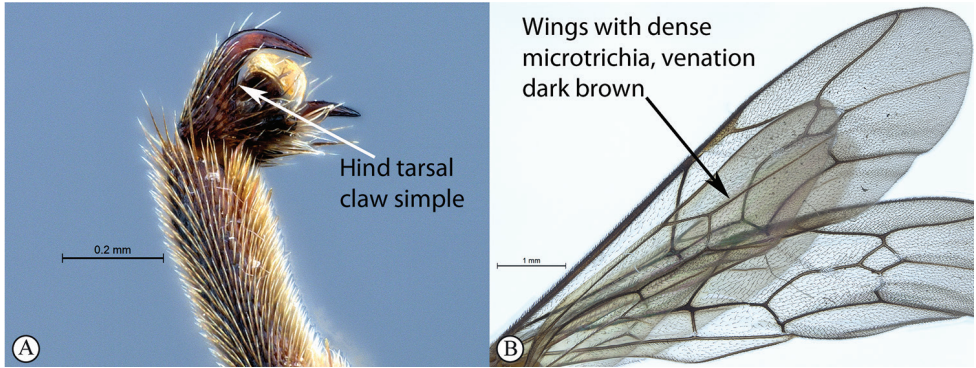 Hind tarsal
claw simple
0.2 mm
A
Wings with dense
microtrichia, venation
dark brown
1 mm
B